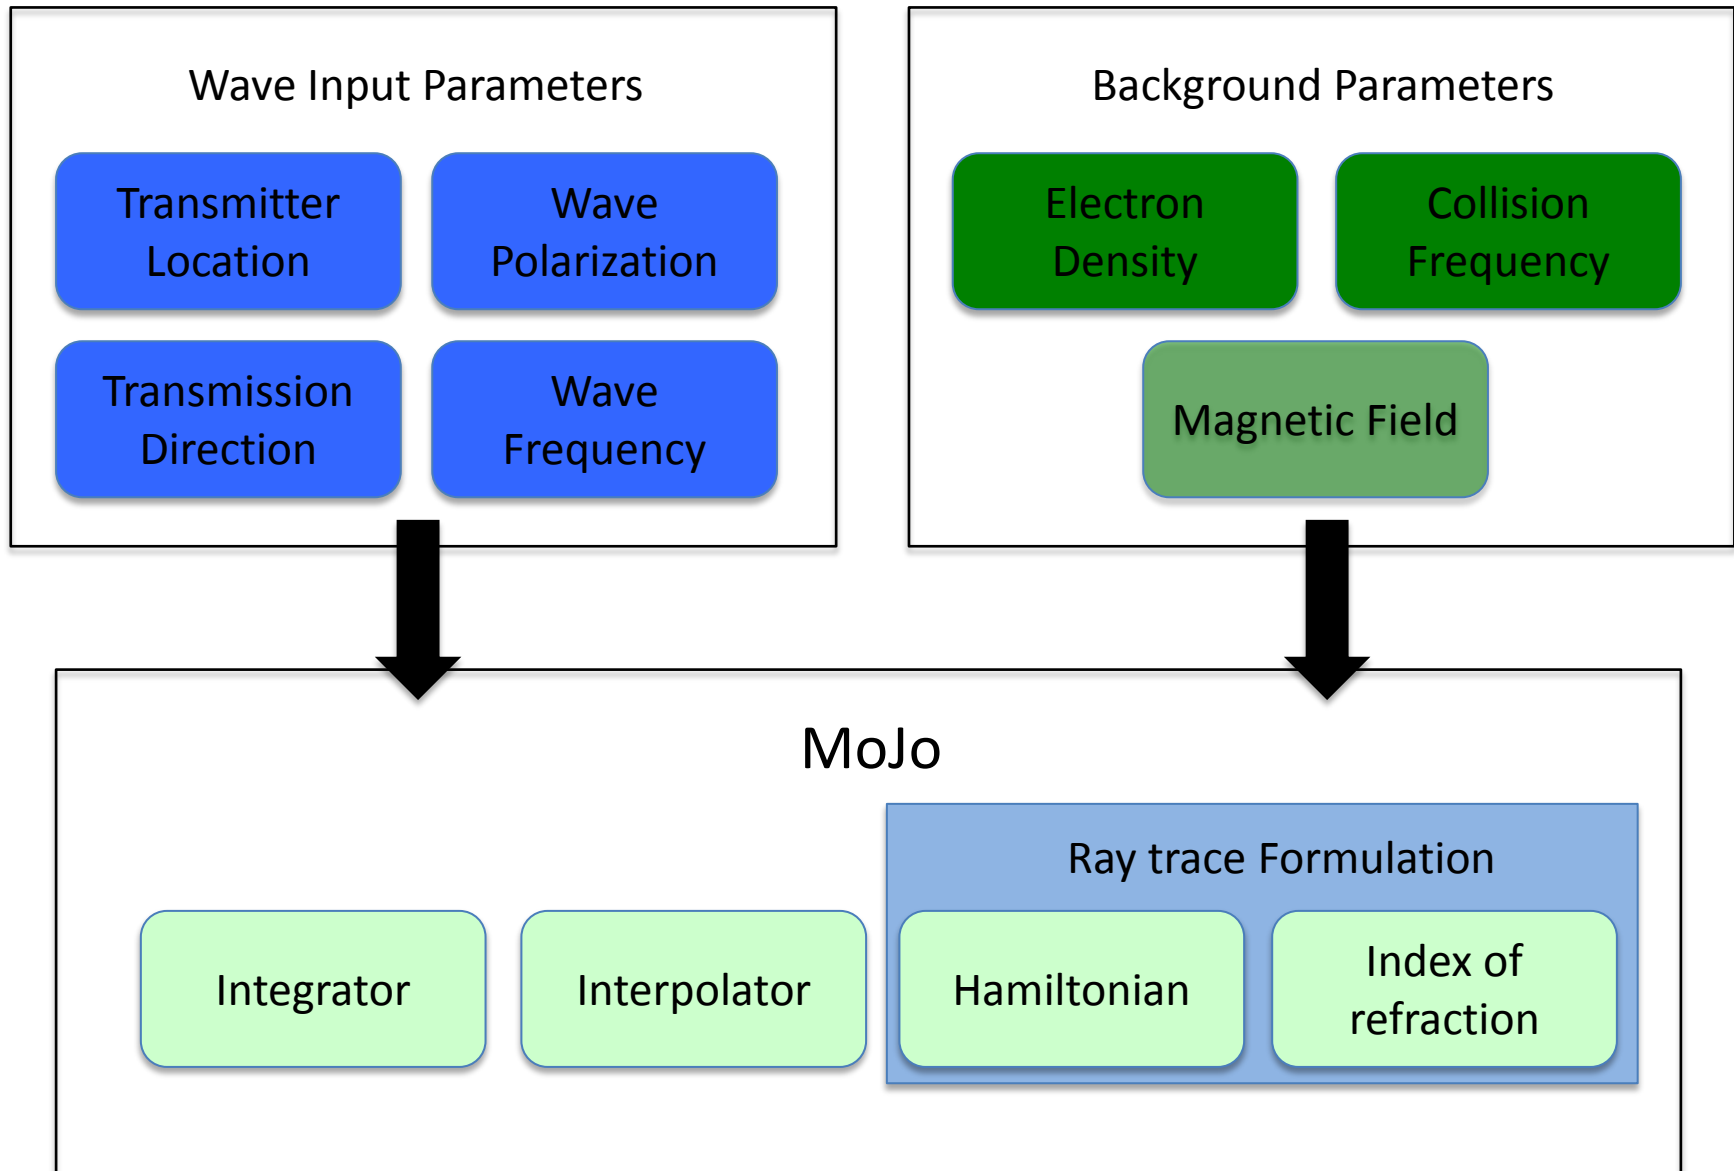 Wave Input Parameters
Transmitter
Location
Wave
Polarization
Transmission
Direction
Wave
Frequency
Background Parameters
Electron
Density
Collision
Frequency
Magnetic Field
MoJo
Ray trace Formulation
Integrator
Interpolator
Hamiltonian
Index of
refraction